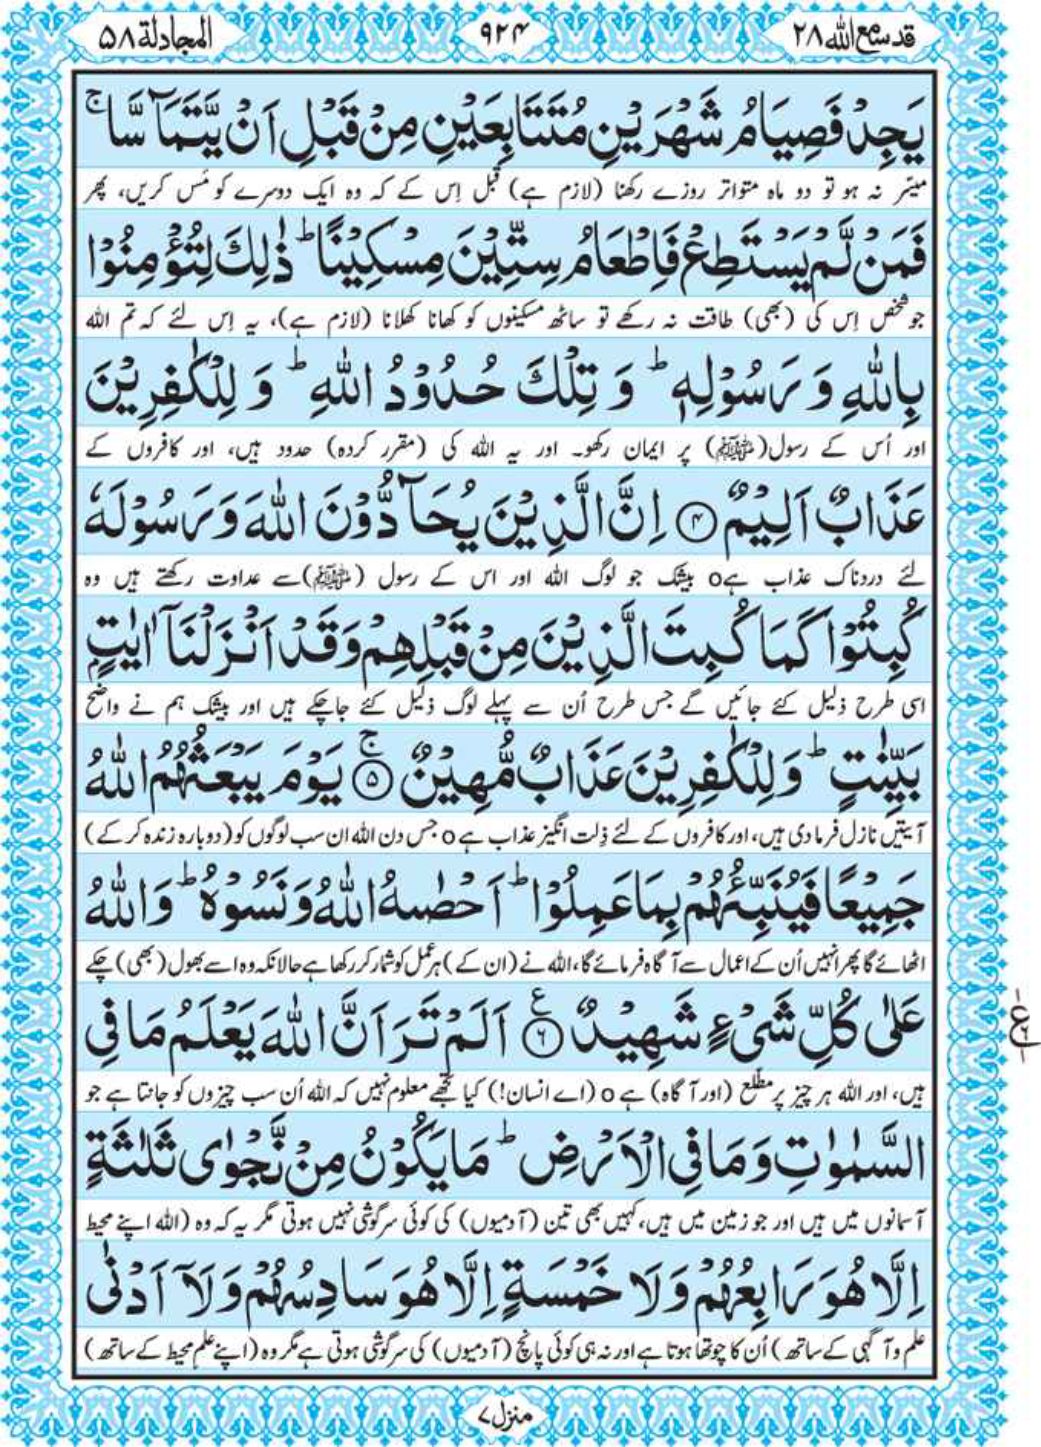 قد سمع الله ۲۸
۹۲۴
المجادلة ۵۸
يَجِدْ فَصِيَامُ شَهْرَيْنِ مُتَتَابِعَيْنِ مِنْ قَبْلِ اَنْ يَّتَمَآسَّا ۚ
میسّر نہ ہو تو دو ماہ متواتر روزے رکھنا (لازم ہے) قبل اِس کے کہ وہ ایک دوسرے کو مَس کریں، پھر
فَمَنْ لَّمْ يَسْتَطِعْ فَاِطْعَامُ سِتِّيْنَ مِسْكِيْنًا ؕ ذٰلِكَ لِتُؤْمِنُوْا
جو شخص اِس کی (بھی) طاقت نہ رکھے تو ساٹھ مسکینوں کو کھانا کھلانا (لازم ہے)، یہ اِس لئے کہ تم اللہ
بِاللّٰهِ وَ رَسُوْلِهٖ ؕ وَ تِلْكَ حُدُوْدُ اللّٰهِ ؕ وَ لِلْكٰفِرِيْنَ
اور اُس کے رسول (ﷺ) پر ایمان رکھو۔ اور یہ اللہ کی (مقرر کردہ) حدود ہیں، اور کافروں کے
عَذَابٌ اَلِيْمٌ ۝۴ اِنَّ الَّذِيْنَ يُحَآدُّوْنَ اللّٰهَ وَ رَسُوْلَهٗ
لئے دردناک عذاب ہےo بیشک جو لوگ اللہ اور اس کے رسول (ﷺ) سے عداوت رکھتے ہیں وہ
كُبِتُوْا كَمَا كُبِتَ الَّذِيْنَ مِنْ قَبْلِهِمْ وَ قَدْ اَنْزَلْنَاۤ اٰيٰتٍۭ
اسی طرح ذلیل کئے جائیں گے جس طرح اُن سے پہلے لوگ ذلیل کئے جاچکے ہیں اور بیشک ہم نے واضح
بَيِّنٰتٍ ؕ وَ لِلْكٰفِرِيْنَ عَذَابٌ مُّهِيْنٌ ۝۵ ۚ يَوْمَ يَبْعَثُهُمُ اللّٰهُ
آیتیں نازل فرما دی ہیں، اور کافروں کے لئے ذِلت انگیز عذاب ہےo جس دن اللہ ان سب لوگوں کو (دوبارہ زندہ کر کے)
جَمِيْعًا فَيُنَبِّئُهُمْ بِمَا عَمِلُوْا ؕ اَحْصٰىهُ اللّٰهُ وَ نَسُوْهُ ؕ وَ اللّٰهُ
اٹھائے گا پھر انہیں اُن کے اعمال سے آگاہ فرمائے گا، اللہ نے (ان کے) ہر عمل کو شمار کر رکھا ہے حالانکہ وہ اسے بھول (بھی) چکے
عَلٰى كُلِّ شَيْءٍ شَهِيْدٌ ۝۶ ع اَلَمْ تَرَ اَنَّ اللّٰهَ يَعْلَمُ مَا فِي
ہیں، اور اللہ ہر چیز پر مطّلع (اور آگاہ) ہےo (اے انسان!) کیا تجھے معلوم نہیں کہ اللہ اُن سب چیزوں کو جانتا ہے جو
السَّمٰوٰتِ وَ مَا فِي الْاَرْضِ ؕ مَا يَكُوْنُ مِنْ نَّجْوٰى ثَلٰثَةٍ
آسمانوں میں ہیں اور جو زمین میں ہیں، کہیں بھی تین (آدمیوں) کی کوئی سرگوشی نہیں ہوتی مگر یہ کہ وہ (اللہ اپنے محیط
اِلَّا هُوَ رَابِعُهُمْ وَ لَا خَمْسَةٍ اِلَّا هُوَ سَادِسُهُمْ وَ لَاۤ اَدْنٰى
علم و آگہی کے ساتھ) اُن کا چوتھا ہوتا ہے اور نہ ہی کوئی پانچ (آدمیوں) کی سرگوشی ہوتی ہے مگر وہ (اپنے علمِ محیط کے ساتھ)
منزل ۷